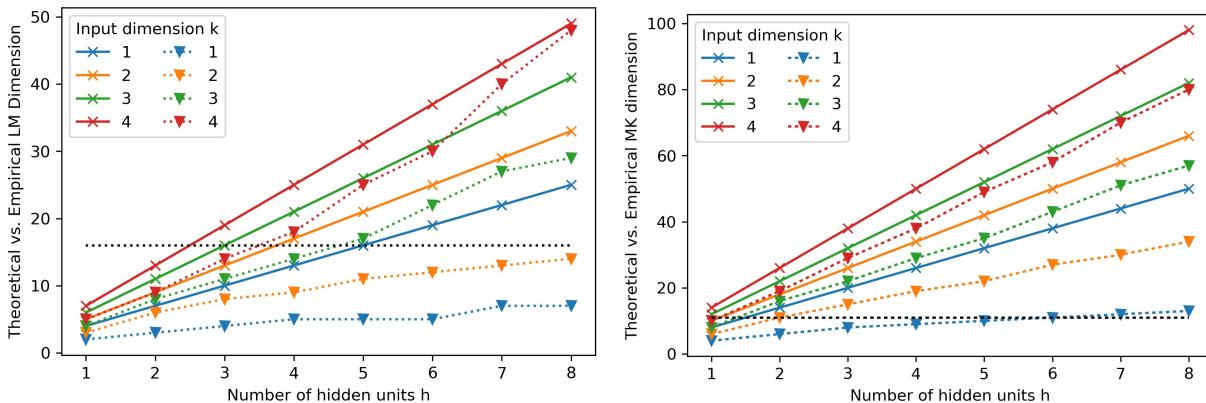 Theoretical vs. Empirical LM Dimension
50
40
30
20
10
0
Input dimension k
1 1
2 2
3 3
4 4
1 2 3 4 5 6 7 8
Number of hidden units h
Theoretical vs. Empirical MK dimension
100
80
60
40
20
0
Input dimension k
1 1
2 2
3 3
4 4
1 2 3 4 5 6 7 8
Number of hidden units h